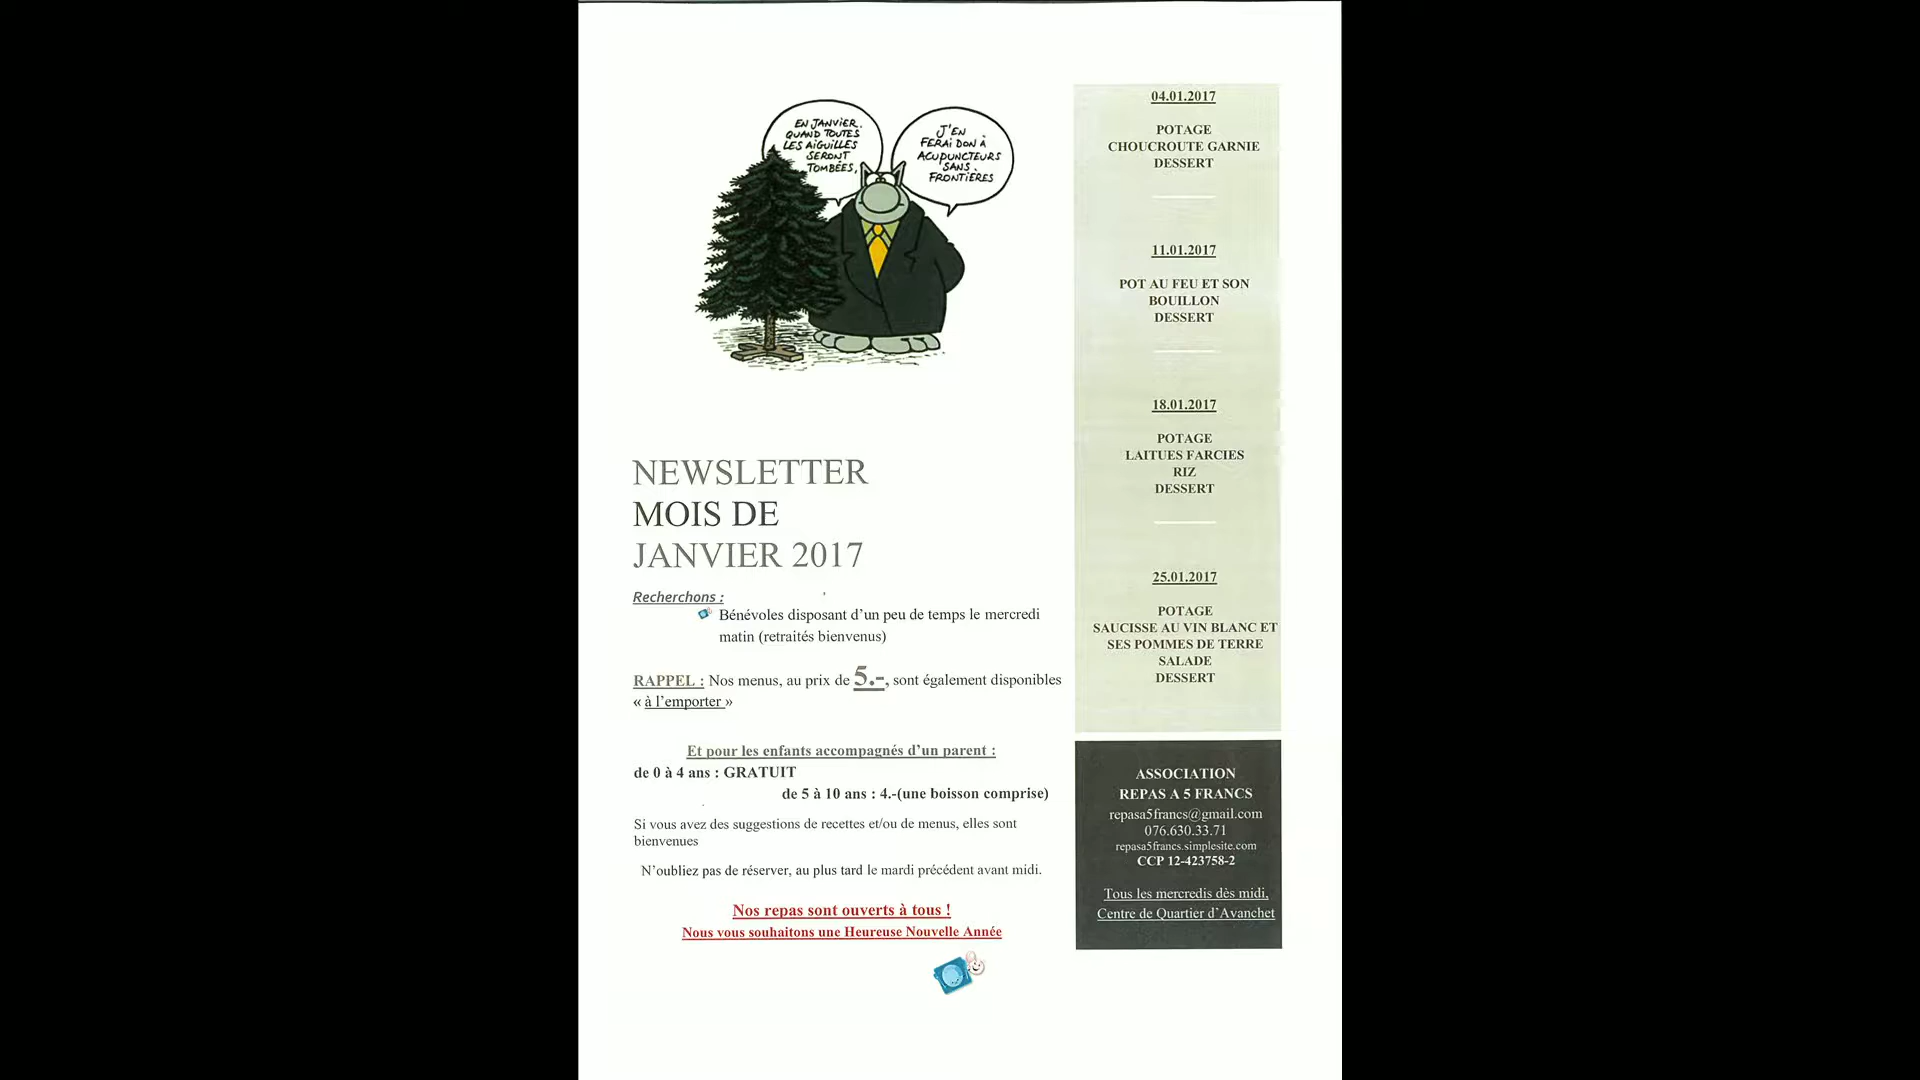 EN JANVIER.
QUAND TOUTES
LES AIGUILLES
SERONT
TOMBÉES,
J'EN
FERAI DON À
ACUPUNCTEURS
SANS
FRONTIÈRES
NEWSLETTER
MOIS DE
JANVIER 2017
Recherchons :
Bénévoles disposant d’un peu de temps le mercredi
matin (retraités bienvenus)
RAPPEL : Nos menus, au prix de 5.-, sont également disponibles
« à l’emporter »
Et pour les enfants accompagnés d’un parent :
de 0 à 4 ans : GRATUIT
de 5 à 10 ans : 4.-(une boisson comprise)
Si vous avez des suggestions de recettes et/ou de menus, elles sont
bienvenues
N’oubliez pas de réserver, au plus tard le mardi précédent avant midi.
Nos repas sont ouverts à tous !
Nous vous souhaitons une Heureuse Nouvelle Année
04.01.2017
POTAGE
CHOUCROUTE GARNIE
DESSERT
11.01.2017
POT AU FEU ET SON
BOUILLON
DESSERT
18.01.2017
POTAGE
LAITUES FARCIES
RIZ
DESSERT
25.01.2017
POTAGE
SAUCISSE AU VIN BLANC ET
SES POMMES DE TERRE
SALADE
DESSERT
ASSOCIATION
REPAS A 5 FRANCS
repasa5francs@gmail.com
076.630.33.71
repasa5francs.simplesite.com
CCP 12-423758-2
Tous les mercredis dès midi,
Centre de Quartier d’Avanchet